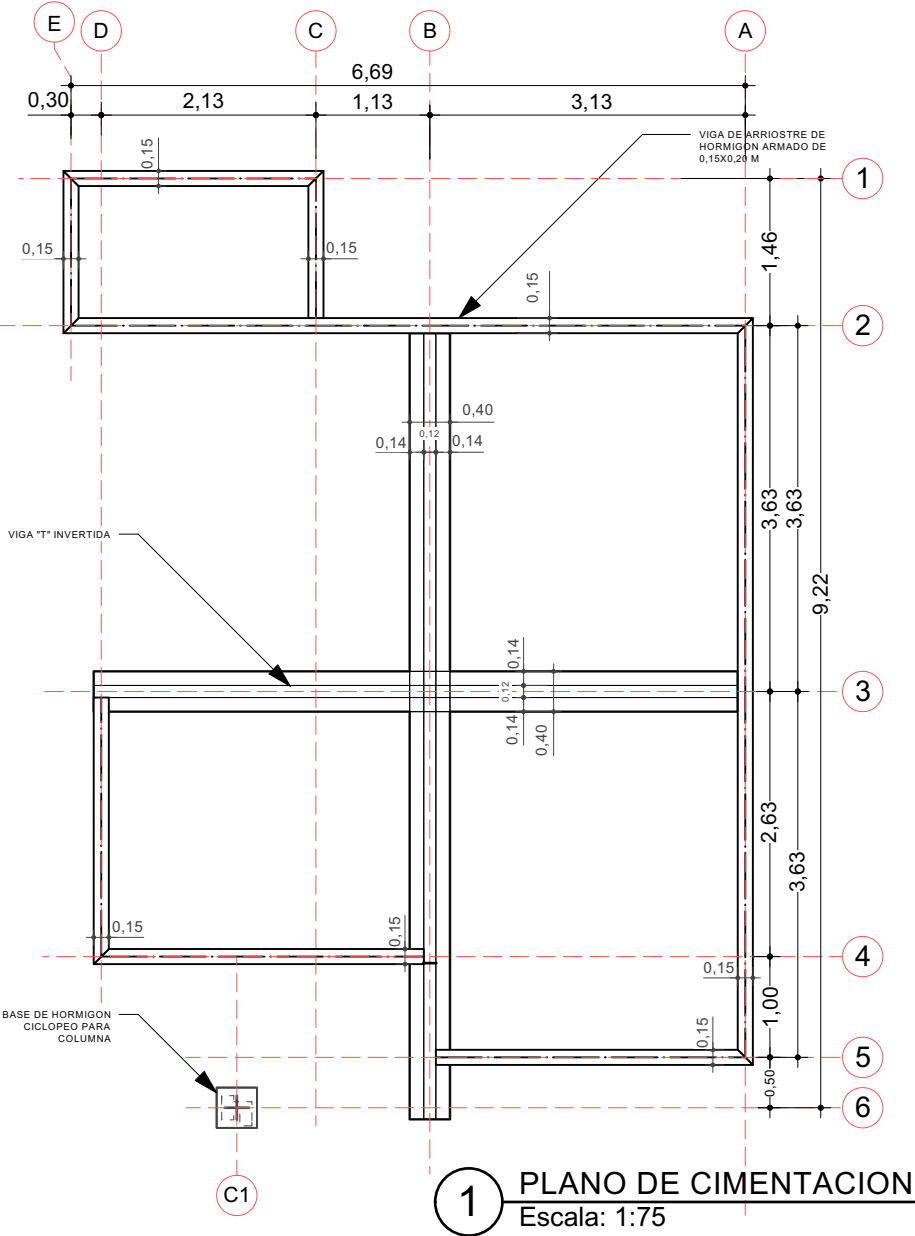 E
D
C
B
A
6,69
0,30
2,13
1,13
3,13
VIGA DE ARRIOSTRE DE
HORMIGON ARMADO DE
0,15X0,20 M
0,15
1
0,15
0,15
1,46
0,15
2
0,40
0,12
0,14
0,14
3,63
3,63
VIGA "T" INVERTIDA
9,22
0,14
0,12
3
0,14
0,40
2,63
3,63
0,15
0,15
4
0,15
1,00
BASE DE HORMIGON
CICLOPEO PARA
COLUMNA
0,15
5
0,50
6
C1
1
PLANO DE CIMENTACION
Escala: 1:75